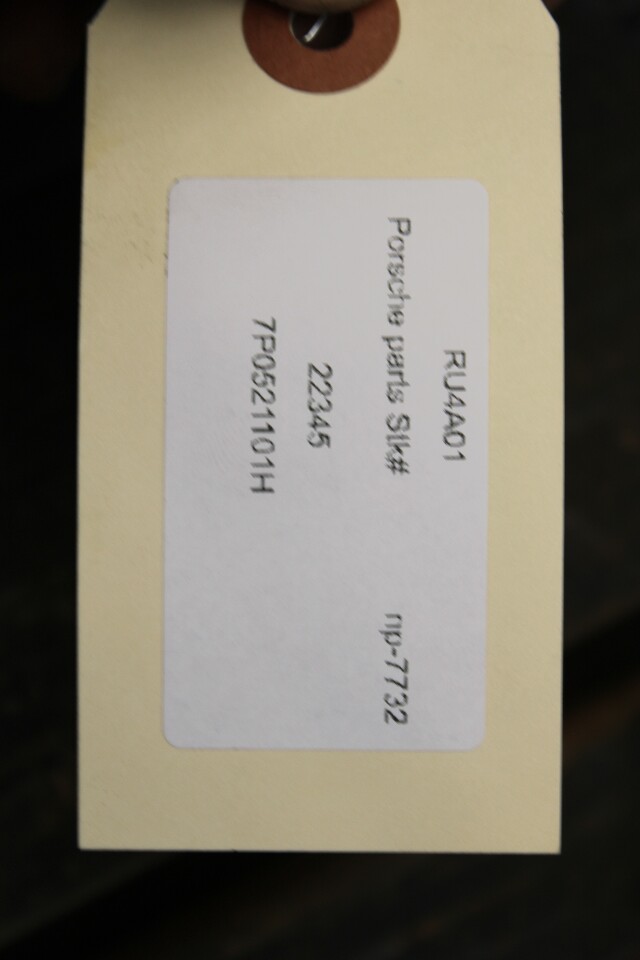 RU4A01
Porsche parts Stk# np-7732
22345
7P0521101H